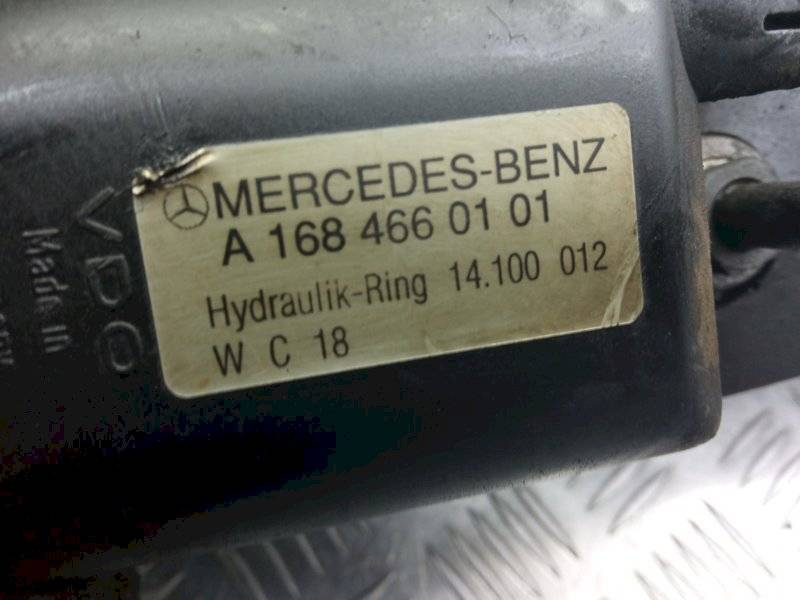 MERCEDES-BENZ
A 168 466 01 01
Hydraulik-Ring 14.100 012
W C 18
VDO
Made in